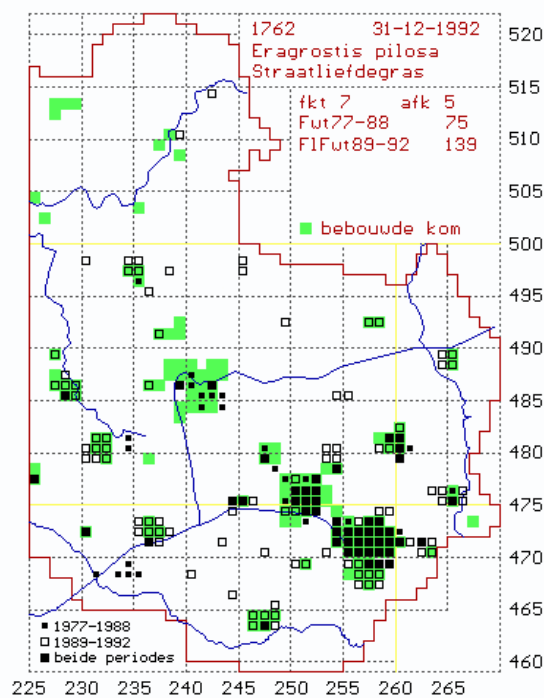 1762 31-12-1992
Eragrostis pilosa
Straatliefdegras
fkt 7 afk 5
Fwt77-88 75
FlFwt89-92 139
bebouwde kom
520
515
510
505
500
495
490
485
480
475
470
465
460
1977-1988
1989-1992
beide periodes
225 230 235 240 245 250 255 260 265